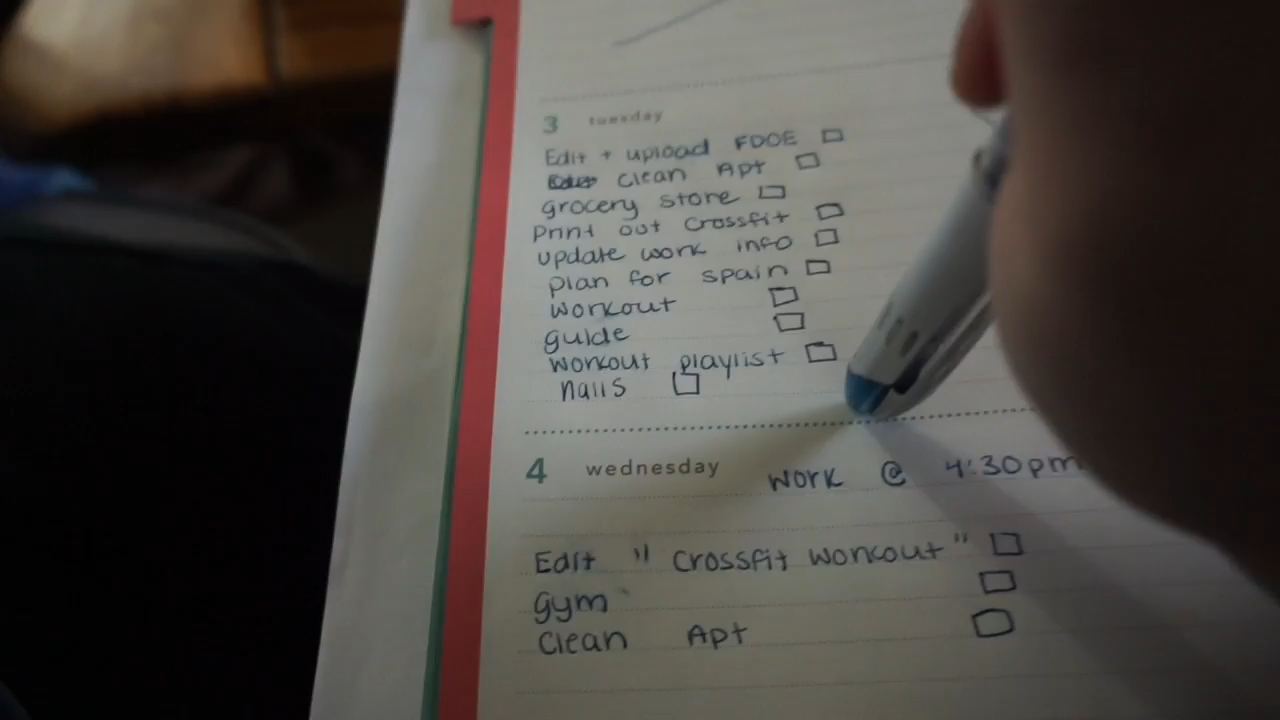 3 tuesday
Edit + upload FDOE
clean Apt
grocery store
Print out crossfit
update work info
plan for spain
workout
guide
workout playlist
nails
4 wednesday work @ 4:30pm
Edit "crossfit workout"
gym
Clean Apt